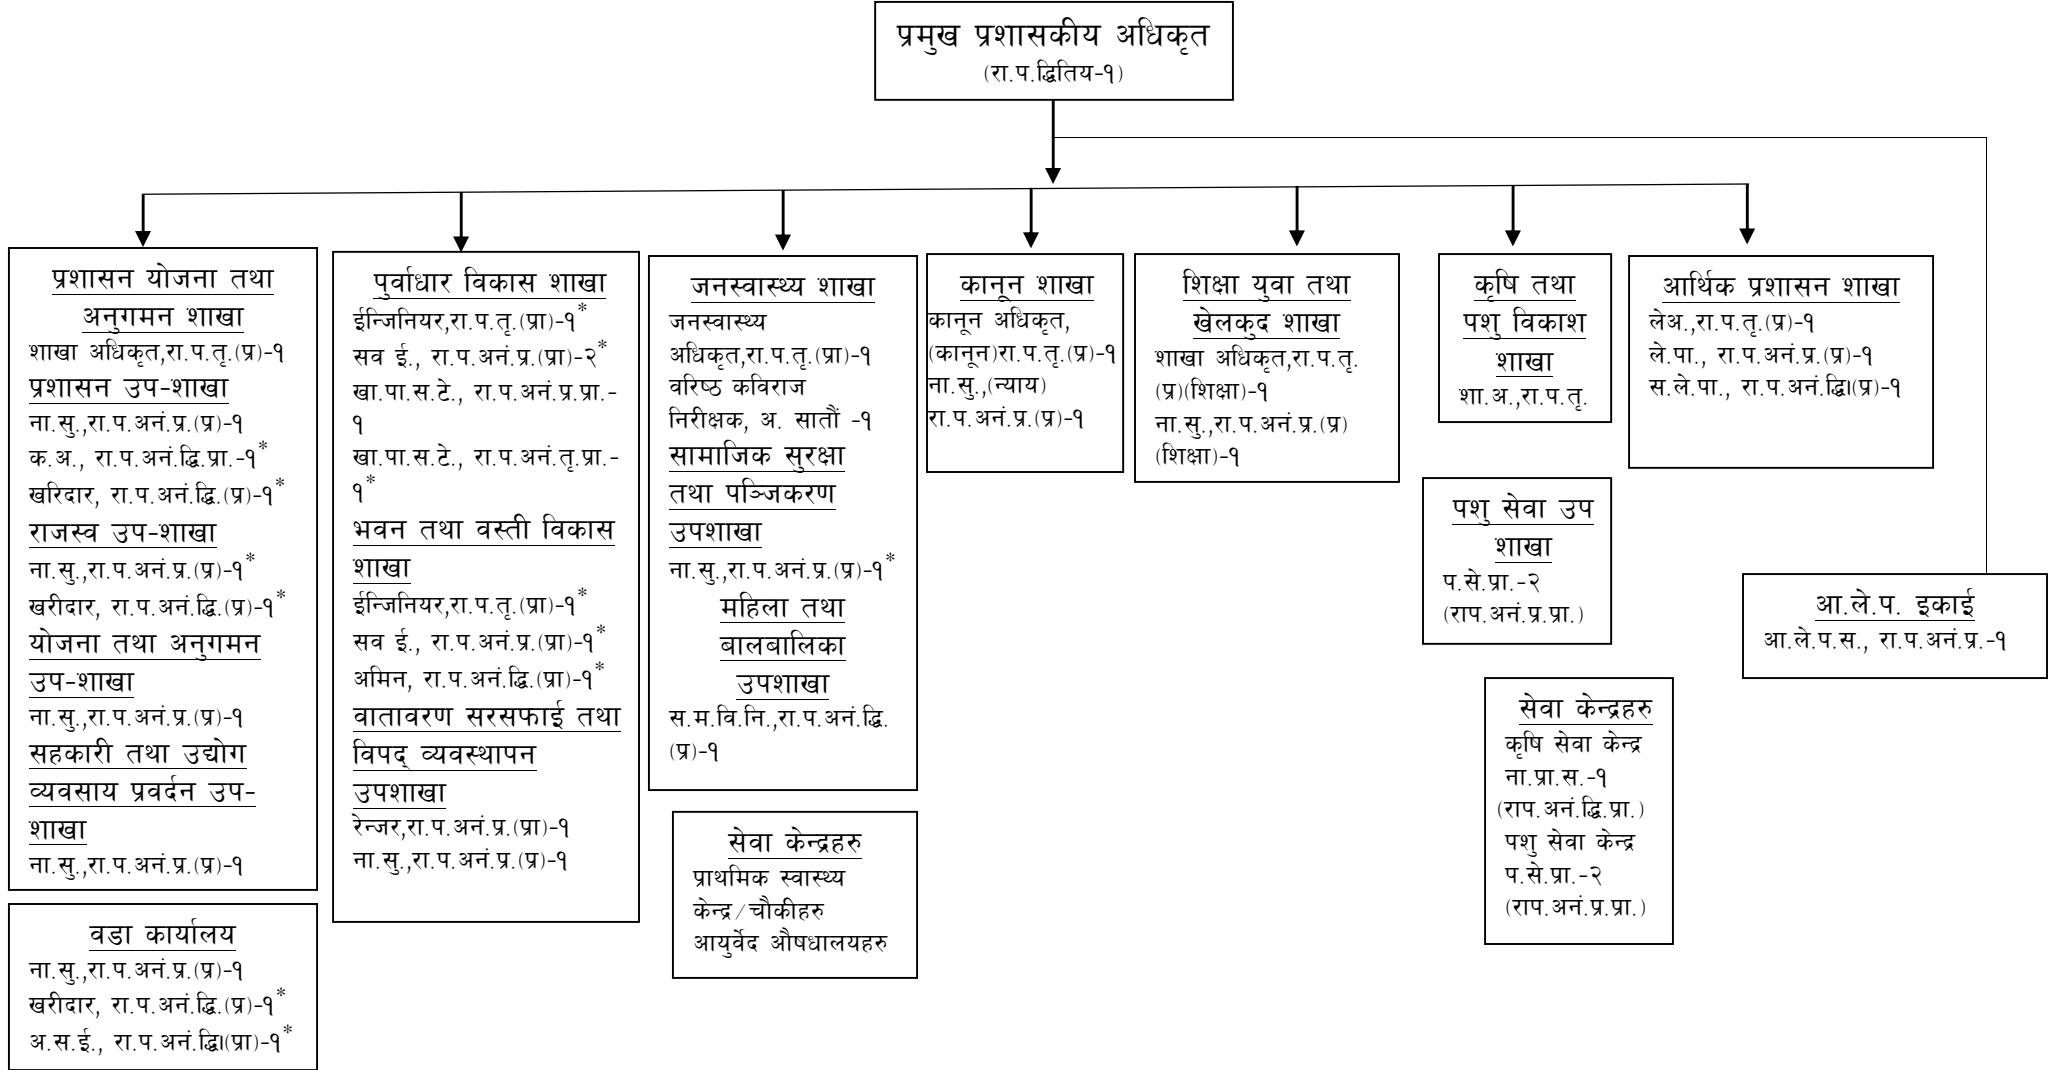 प्रमुख प्रशासकीय अधिकृत
(रा.प.द्धितिय-१)
प्रशासन योजना तथा
अनुगमन शाखा
शाखा अधिकृत,रा.प.तृ.(प्र)-१
प्रशासन उप-शाखा
ना.सु.,रा.प.अनं.प्र.(प्र)-१
क.अ., रा.प.अनं.द्धि.प्रा.-१*
खरिदार, रा.प.अनं.द्धि.(प्र)-१*
राजस्व उप-शाखा
ना.सु.,रा.प.अनं.प्र.(प्र)-१*
खरीदार, रा.प.अनं.द्धि.(प्र)-१*
योजना तथा अनुगमन
उप-शाखा
ना.सु.,रा.प.अनं.प्र.(प्र)-१
सहकारी तथा उद्योग
व्यवसाय प्रवर्दन उप-
शाखा
ना.सु.,रा.प.अनं.प्र.(प्र)-१
वडा कार्यालय
ना.सु.,रा.प.अनं.प्र.(प्र)-१
खरीदार, रा.प.अनं.द्धि.(प्र)-१*
अ.स.ई., रा.प.अनं.द्धि।(प्रा)-१*
पुर्वाधार विकास शाखा
ईन्जिनियर,रा.प.तृ.(प्रा)-१*
सव ई., रा.प.अनं.प्र.(प्रा)-२*
खा.पा.स.टे., रा.प.अनं.प्र.प्रा.-
१
खा.पा.स.टे., रा.प.अनं.तृ.प्रा.-
१*
भवन तथा वस्ती विकास
शाखा
ईन्जिनियर,रा.प.तृ.(प्रा)-१*
सव ई., रा.प.अनं.प्र.(प्रा)-१*
अमिन, रा.प.अनं.द्धि.(प्रा)-१*
वातावरण सरसफाई तथा
विपद् व्यवस्थापन
उपशाखा
रेन्जर,रा.प.अनं.प्र.(प्रा)-१
ना.सु.,रा.प.अनं.प्र.(प्र)-१
जनस्वास्थ्य शाखा
जनस्वास्थ्य
अधिकृत,रा.प.तृ.(प्रा)-१
वरिष्ठ कविराज
निरीक्षक, अ. सातौं -१
सामाजिक सुरक्षा
तथा पञ्जिकरण
उपशाखा
ना.सु.,रा.प.अनं.प्र.(प्र)-१*
महिला तथा
बालबालिका
उपशाखा
स.म.वि.नि.,रा.प.अनं.द्धि.
(प्र)-१
सेवा केन्द्रहरु
प्राथमिक स्वास्थ्य
केन्द्र/चौकीहरु
आयुर्वेद औषधालयहरु
कानून शाखा
कानून अधिकृत,
(कानून)रा.प.तृ.(प्र)-१
ना.सु.,(न्याय)
रा.प.अनं.प्र.(प्र)-१
शिक्षा युवा तथा
खेलकुद शाखा
शाखा अधिकृत,रा.प.तृ.
(प्र)(शिक्षा)-१
ना.सु.,रा.प.अनं.प्र.(प्र)
(शिक्षा)-१
कृषि तथा
पशु विकाश
शाखा
शा.अ.,रा.प.तृ.
पशु सेवा उप
शाखा
प.से.प्रा.-२
(राप.अनं.प्र.प्रा.)
सेवा केन्द्रहरु
कृषि सेवा केन्द्र
ना.प्रा.स.-१
(राप.अनं.द्धि.प्रा.)
पशु सेवा केन्द्र
प.से.प्रा.-२
(राप.अनं.प्र.प्रा.)
आर्थिक प्रशासन शाखा
लेअ.,रा.प.तृ.(प्र)-१
ले.पा., रा.प.अनं.प्र.(प्र)-१
स.ले.पा., रा.प.अनं.द्धि।(प्र)-१
आ.ले.प. इकाई
आ.ले.प.स., रा.प.अनं.प्र.-१